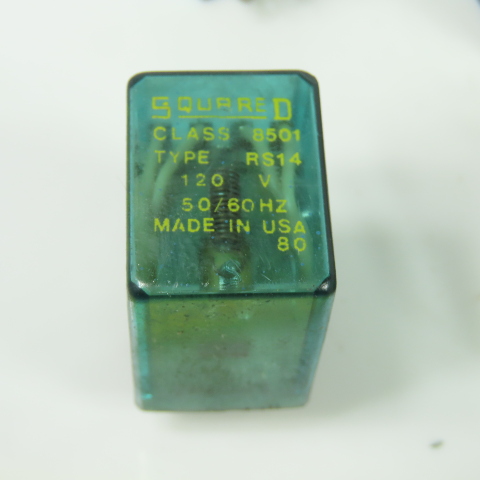 SQUARE D
CLASS 8501
TYPE RS14
120 V
50/60HZ
MADE IN USA
80